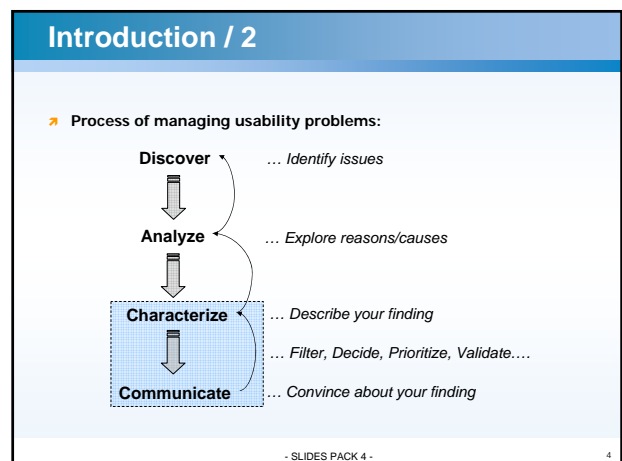 Introduction / 2
Process of managing usability problems:
Discover … Identify issues
Analyze … Explore reasons/causes
Characterize … Describe your finding
… Filter, Decide, Prioritize, Validate….
Communicate … Convince about your finding
- SLIDES PACK 4 - 4